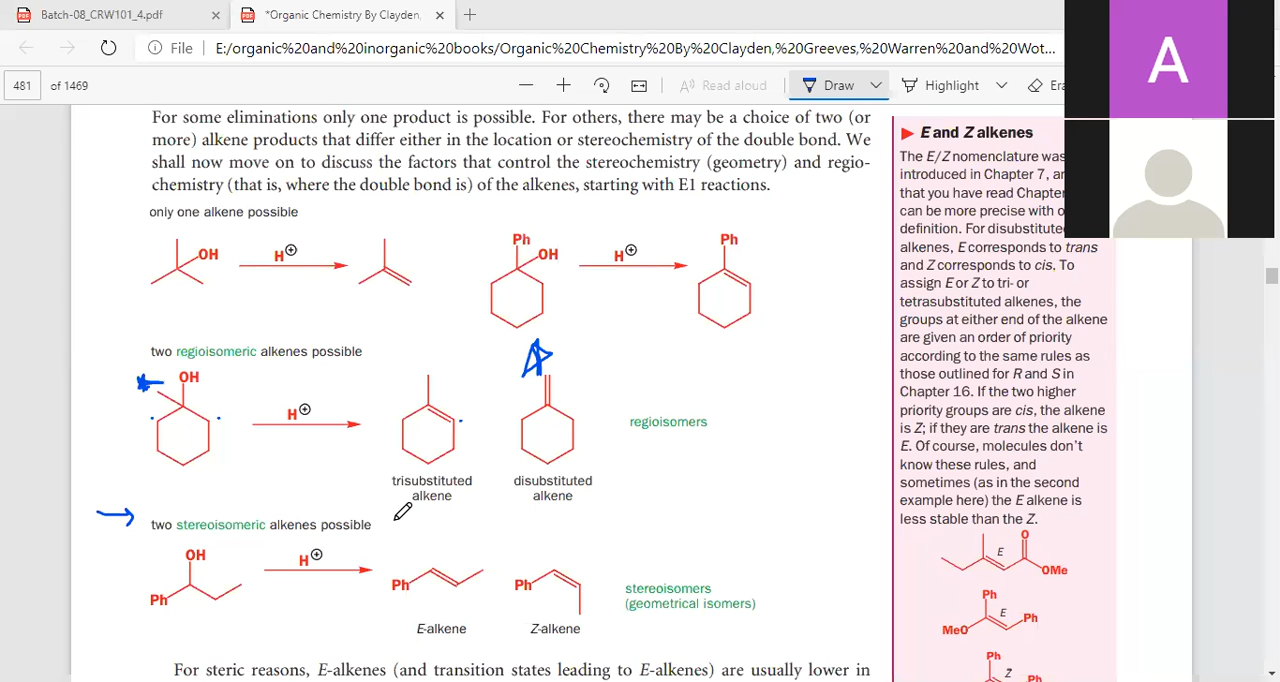 Batch-08_CRW101_4.pdf
*Organic Chemistry By Clayden,
File
E:/organic%20and%20inorganic%20books/Organic%20Chemistry%20By%20Clayden,%20Greeves,%20Warren%20and%20Wot...
481
of 1469
Read aloud
Draw
Highlight
Era
A
For some eliminations only one product is possible. For others, there may be a choice of two (or
more) alkene products that differ either in the location or stereochemistry of the double bond. We
shall now move on to discuss the factors that control the stereochemistry (geometry) and regio-
chemistry (that is, where the double bond is) of the alkenes, starting with E1 reactions.
only one alkene possible
OH
H⊕
Ph
OH
H⊕
Ph
two regioisomeric alkenes possible
OH
H⊕
regioisomers
trisubstituted
alkene
disubstituted
alkene
two stereoisomeric alkenes possible
OH
Ph
H⊕
Ph
E-alkene
Ph
Z-alkene
stereoisomers
(geometrical isomers)
For steric reasons, E-alkenes (and transition states leading to E-alkenes) are usually lower in
E and Z alkenes
The E/Z nomenclature was
introduced in Chapter 7, an
that you have read Chapter
can be more precise with o
definition. For disubstituted
alkenes, E corresponds to trans
and Z corresponds to cis. To
assign E or Z to tri- or
tetrasubstituted alkenes, the
groups at either end of the alkene
are given an order of priority
according to the same rules as
those outlined for R and S in
Chapter 16. If the two higher
priority groups are cis, the alkene
is Z; if they are trans the alkene is
E. Of course, molecules don't
know these rules, and
sometimes (as in the second
example here) the E alkene is
less stable than the Z.
E
O
OMe
Ph
E
Ph
MeO
Ph
Z
Ph